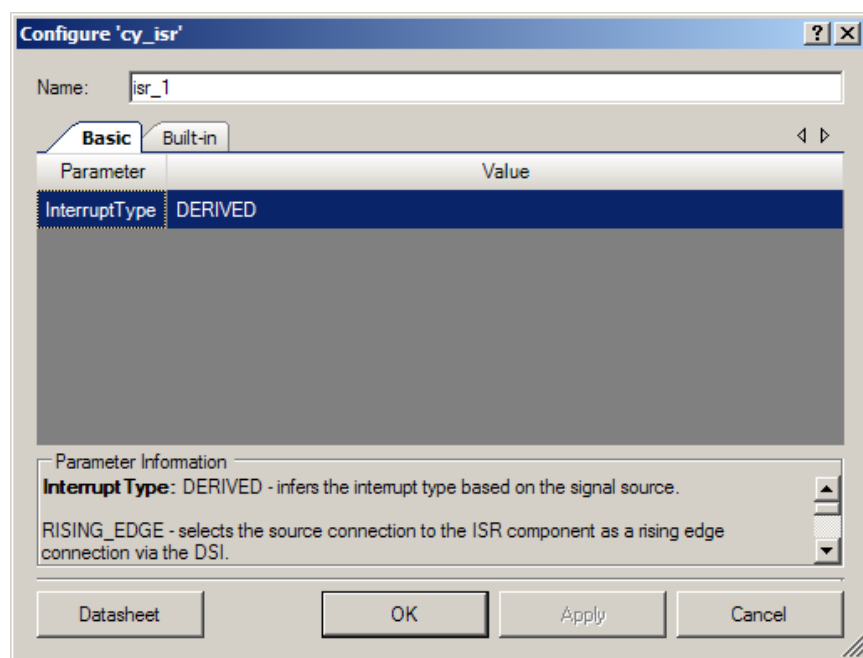 Configure 'cy_isr'
Name: isr_1
Basic Built-in
Parameter Value
InterruptType DERIVED
Parameter Information
Interrupt Type: DERIVED - infers the interrupt type based on the signal source.
RISING_EDGE - selects the source connection to the ISR component as a rising edge
connection via the DSI.
Datasheet OK Apply Cancel